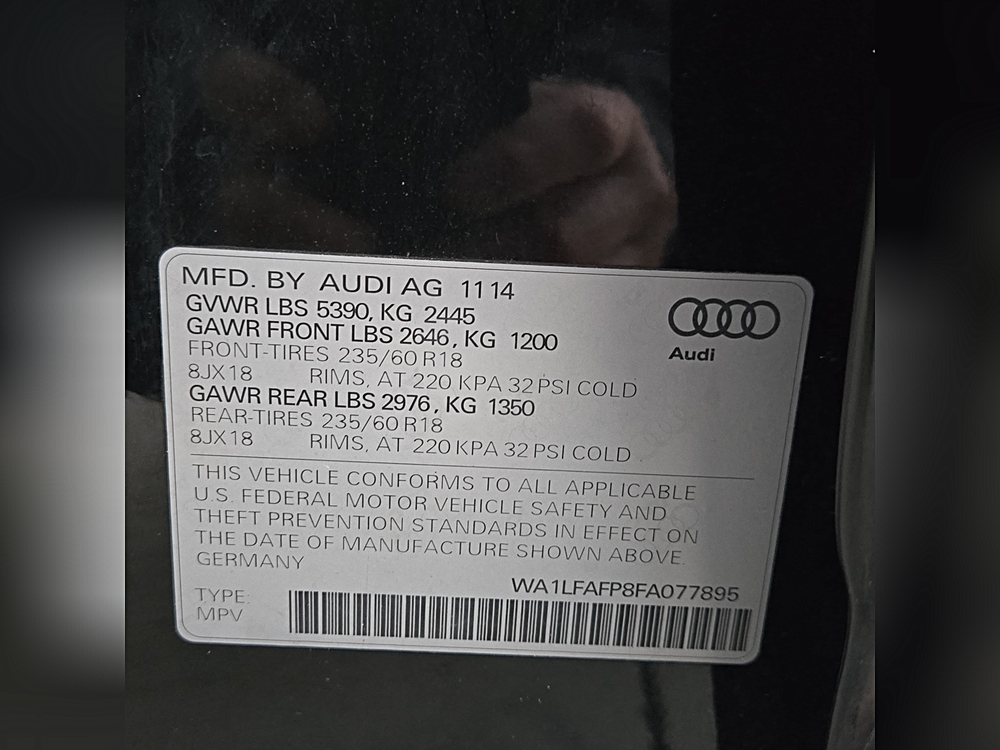 MFD. BY AUDI AG 11 14
GVWR LBS 5390, KG 2445
GAWR FRONT LBS 2646, KG 1200
FRONT-TIRES 235/60 R18
8JX18 RIMS, AT 220 KPA 32 PSI COLD
GAWR REAR LBS 2976, KG 1350
REAR-TIRES 235/60 R18
8JX18 RIMS, AT 220 KPA 32 PSI COLD .
Audi
THIS VEHICLE CONFORMS TO ALL APPLICABLE
U.S. FEDERAL MOTOR VEHICLE SAFETY AND
THEFT PREVENTION STANDARDS IN EFFECT ON
THE DATE OF MANUFACTURE SHOWN ABOVE.
GERMANY
WA1LFAFP8FA077895
TYPE:
MPV